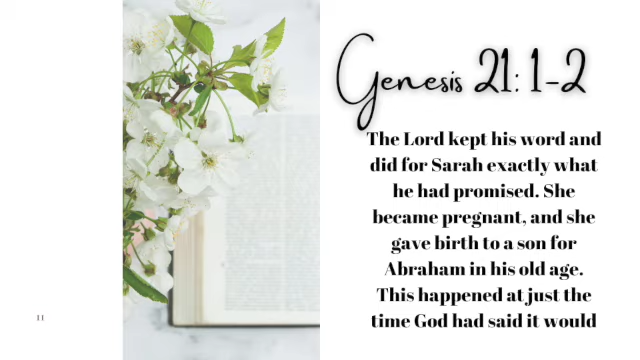 Genesis 21: 1-2
The Lord kept his word and
did for Sarah exactly what
he had promised. She
became pregnant, and she
gave birth to a son for
Abraham in his old age.
This happened at just the
time God had said it would
11